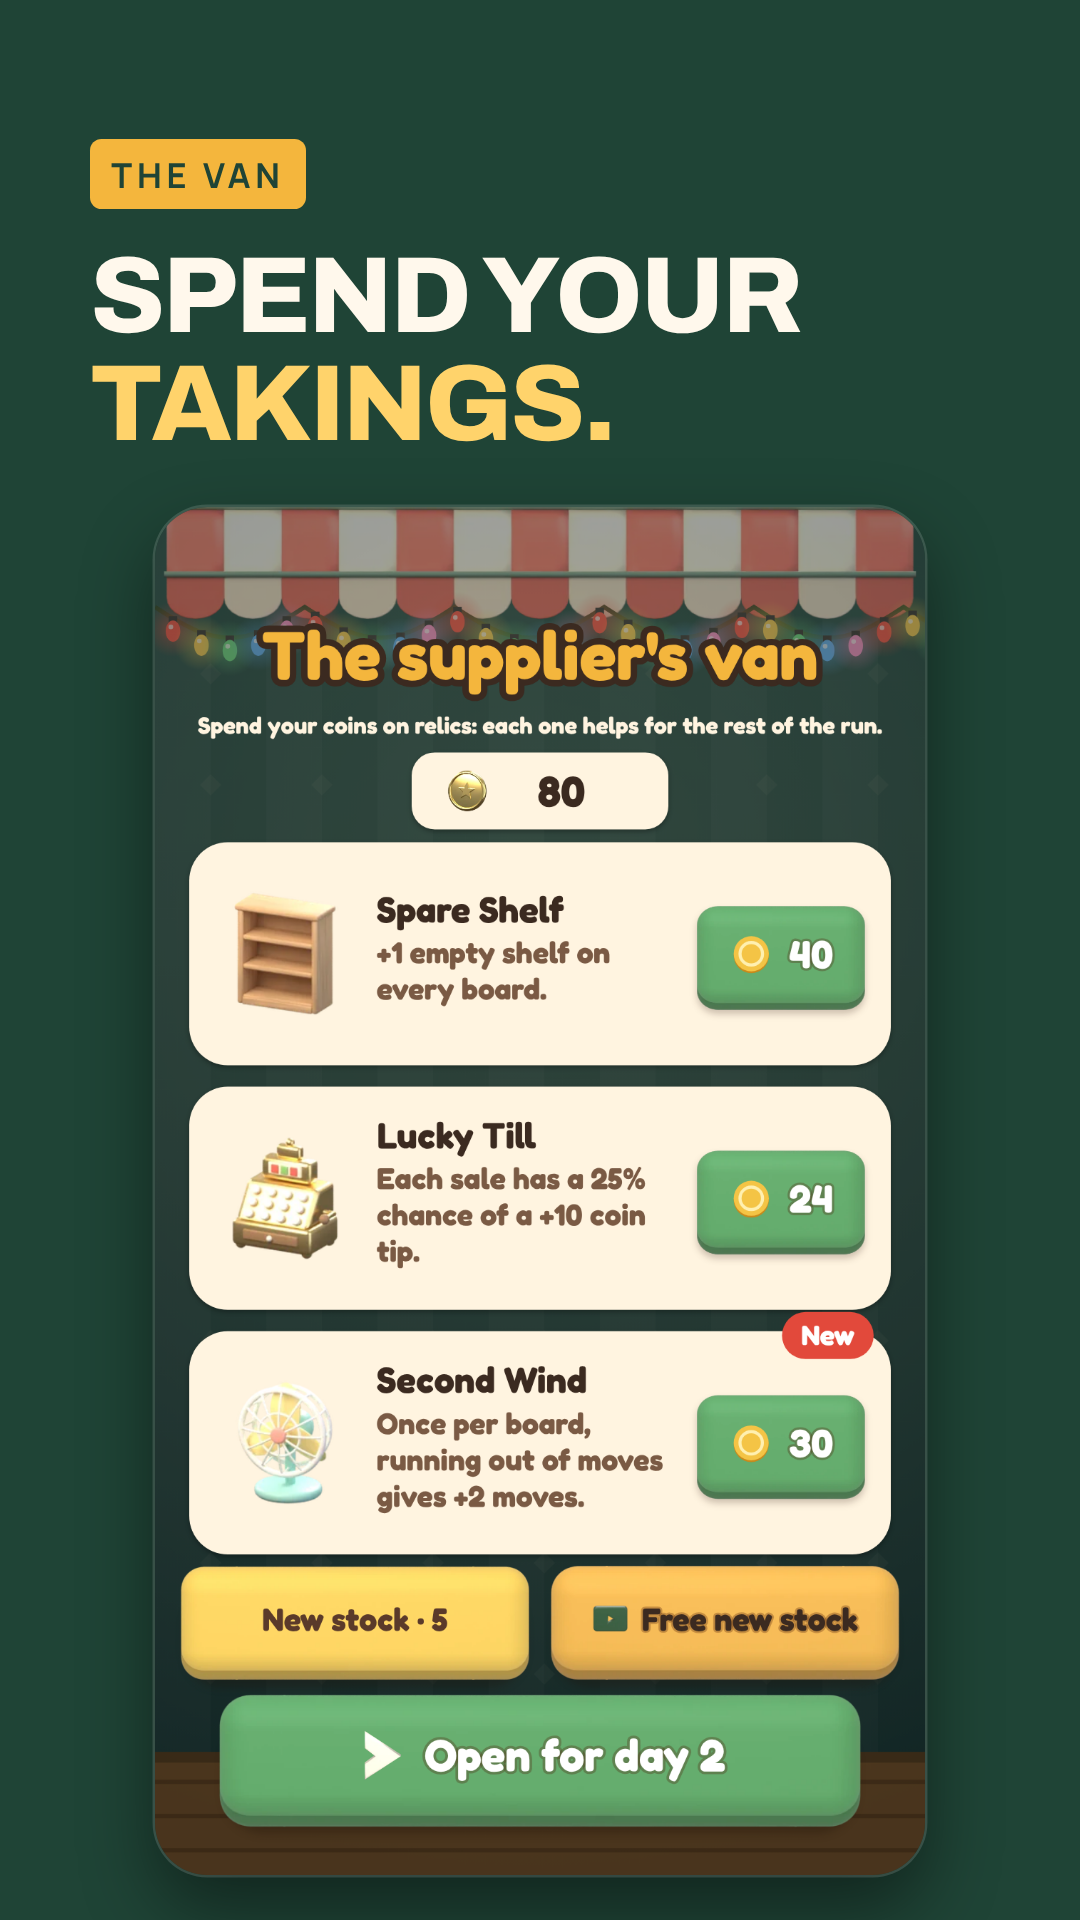 THE VAN
SPEND YOUR
TAKINGS.
The supplier's van
Spend your coins on relics: each one helps for the rest of the run.
80
Spare Shelf
+1 empty shelf on
every board.
40
Lucky Till
Each sale has a 25%
chance of a +10 coin
tip.
24
New
Second Wind
Once per board,
running out of moves
gives +2 moves.
30
New stock · 5
Free new stock
Open for day 2